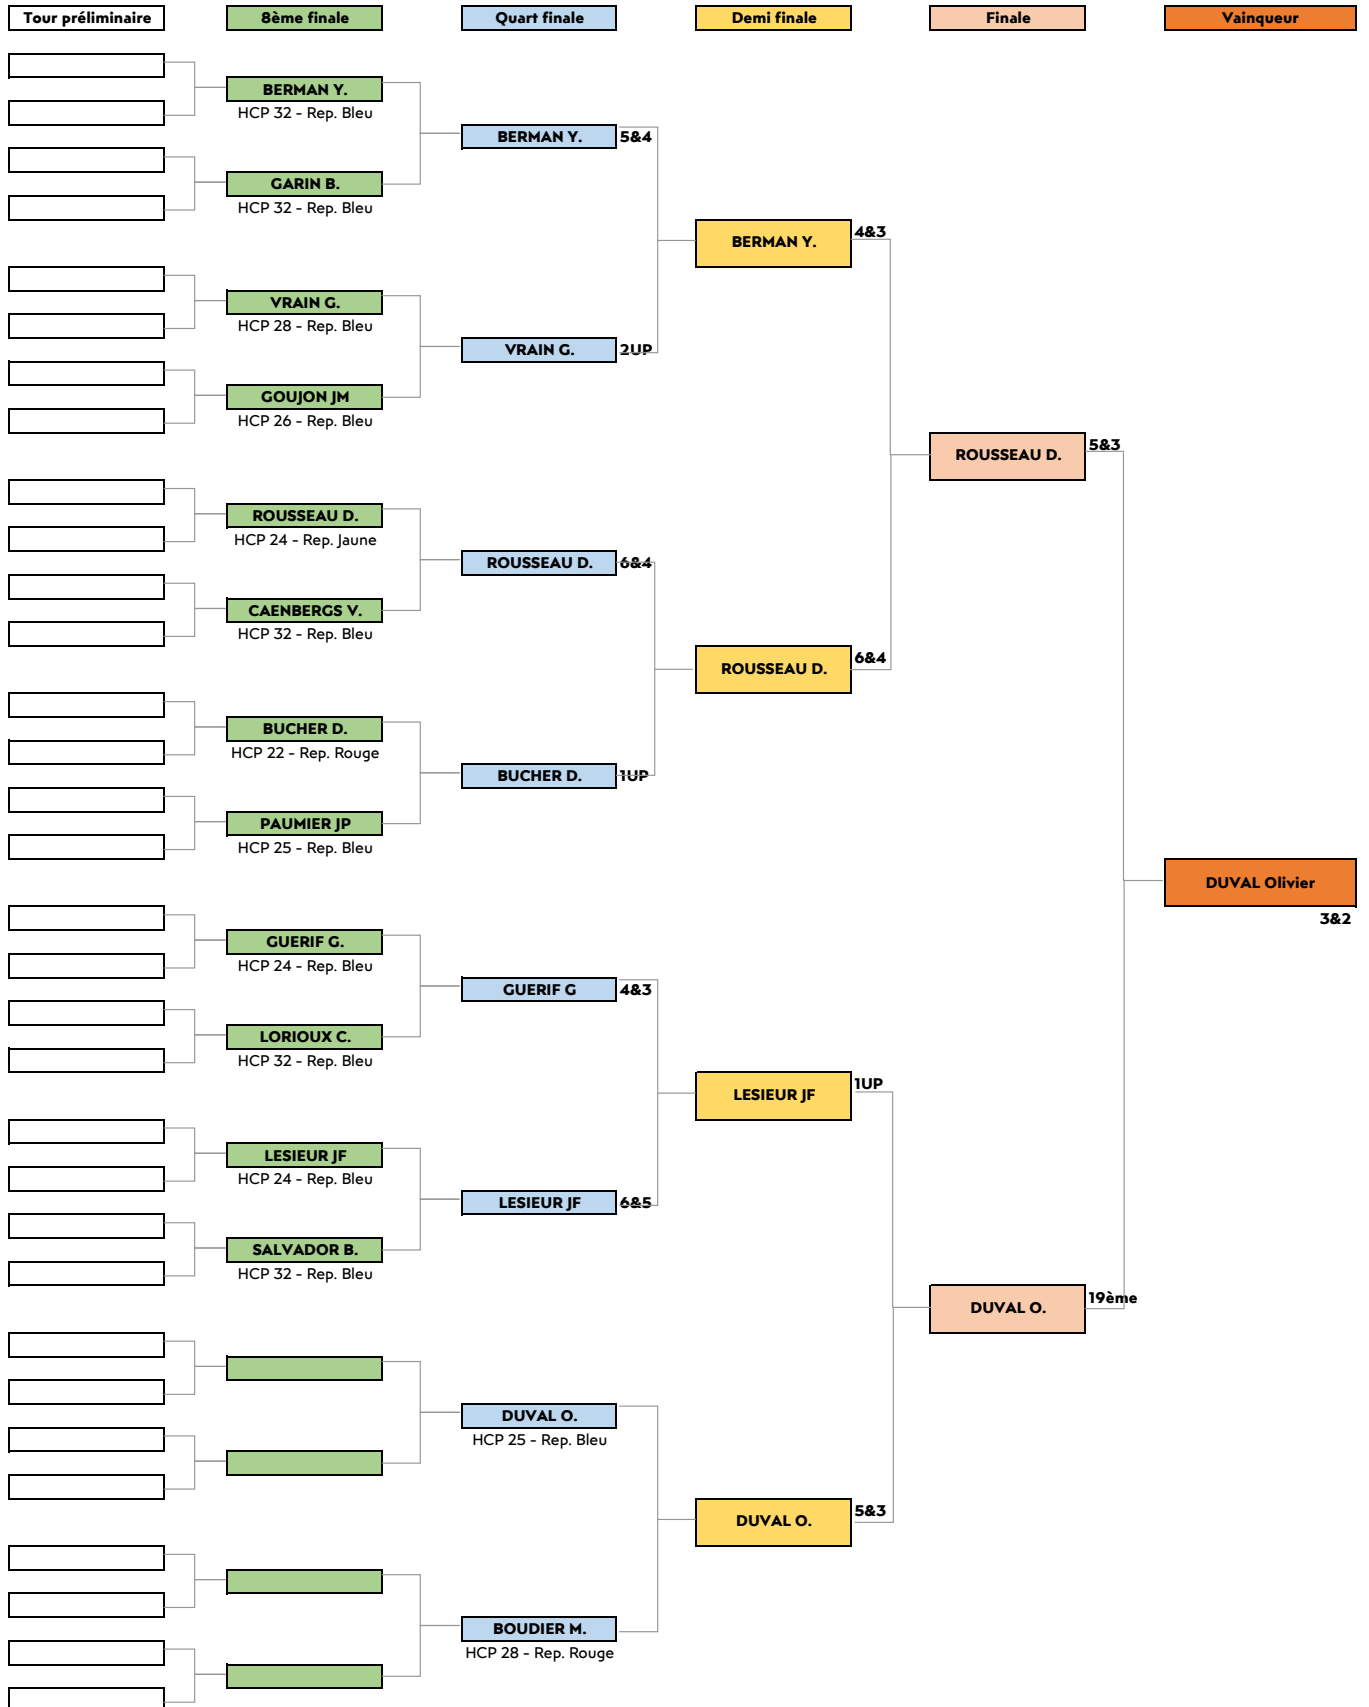 Tour préliminaire
8ème finale
Quart finale
Demi finale
Finale
Vainqueur
BERMAN Y.
HCP 32 - Rep. Bleu
BERMAN Y.
5&4
GARIN B.
HCP 32 - Rep. Bleu
BERMAN Y.
4&3
VRAIN G.
HCP 28 - Rep. Bleu
VRAIN G.
2UP
GOUJON JM
HCP 26 - Rep. Bleu
ROUSSEAU D.
5&3
ROUSSEAU D.
HCP 24 - Rep. Jaune
ROUSSEAU D.
6&4
CAENBERGS V.
HCP 32 - Rep. Bleu
ROUSSEAU D.
6&4
BUCHER D.
HCP 22 - Rep. Rouge
BUCHER D.
1UP
PAUMIER JP
HCP 25 - Rep. Bleu
DUVAL Olivier
3&2
GUERIF G.
HCP 24 - Rep. Bleu
GUERIF G
4&3
LORIOUX C.
HCP 32 - Rep. Bleu
LESIEUR JF
1UP
LESIEUR JF
HCP 24 - Rep. Bleu
LESIEUR JF
6&5
SALVADOR B.
HCP 32 - Rep. Bleu
DUVAL O.
19ème
DUVAL O.
HCP 25 - Rep. Bleu
DUVAL O.
5&3
BOUDIER M.
HCP 28 - Rep. Rouge